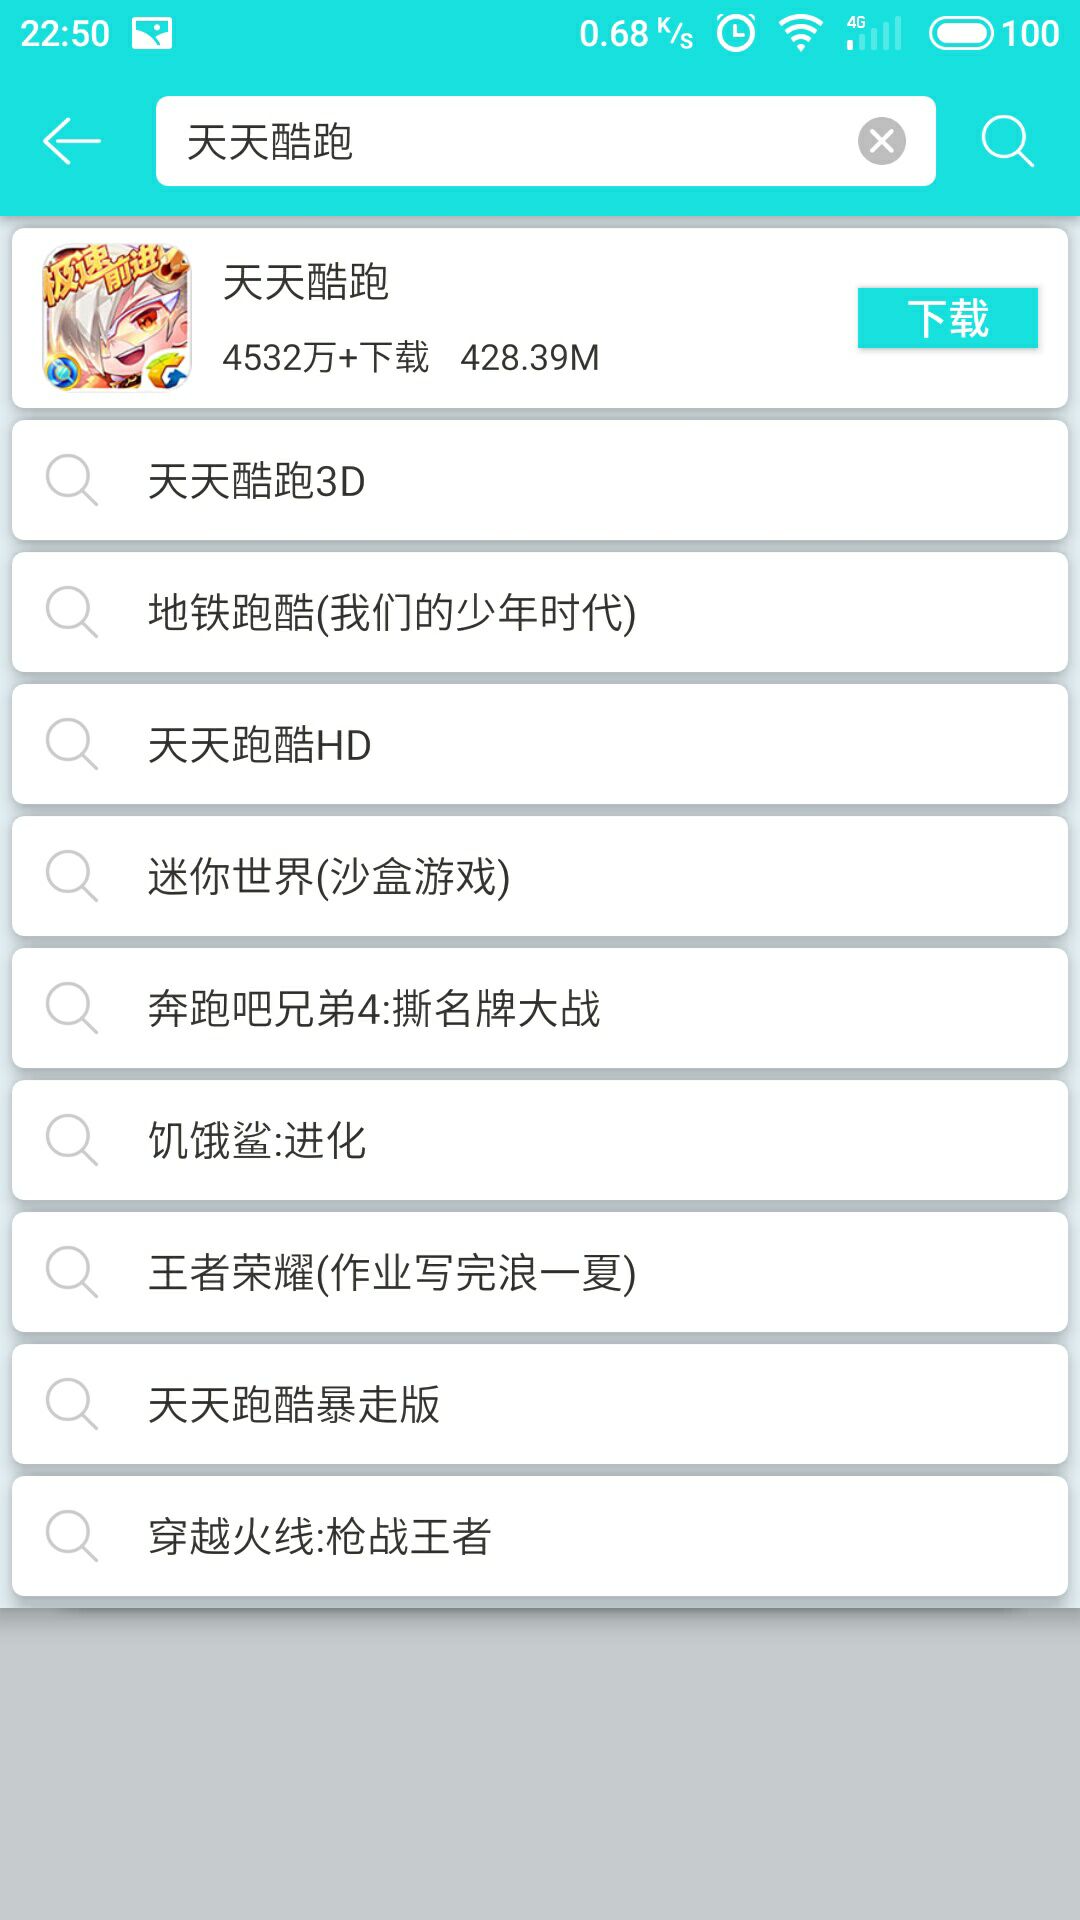 22:50
0.68 K/s
4G
100
天天酷跑
极速前进
天天酷跑
4532万+下载 428.39M
下载
天天酷跑3D
地铁跑酷(我们的少年时代)
天天跑酷HD
迷你世界(沙盒游戏)
奔跑吧兄弟4:撕名牌大战
饥饿鲨:进化
王者荣耀(作业写完浪一夏)
天天跑酷暴走版
穿越火线:枪战王者